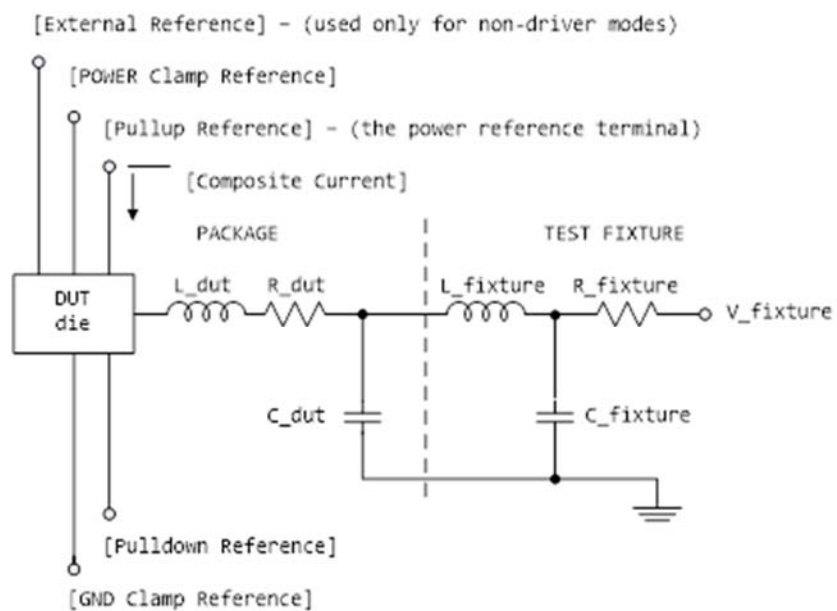 [External Reference] – (used only for non-driver modes)
[POWER Clamp Reference]
[Pullup Reference] – (the power reference terminal)
[Composite Current]
PACKAGE
TEST FIXTURE
L_dut
R_dut
L_fixture
R_fixture
DUT
die
V_fixture
C_dut
C_fixture
[Pulldown Reference]
[GND Clamp Reference]